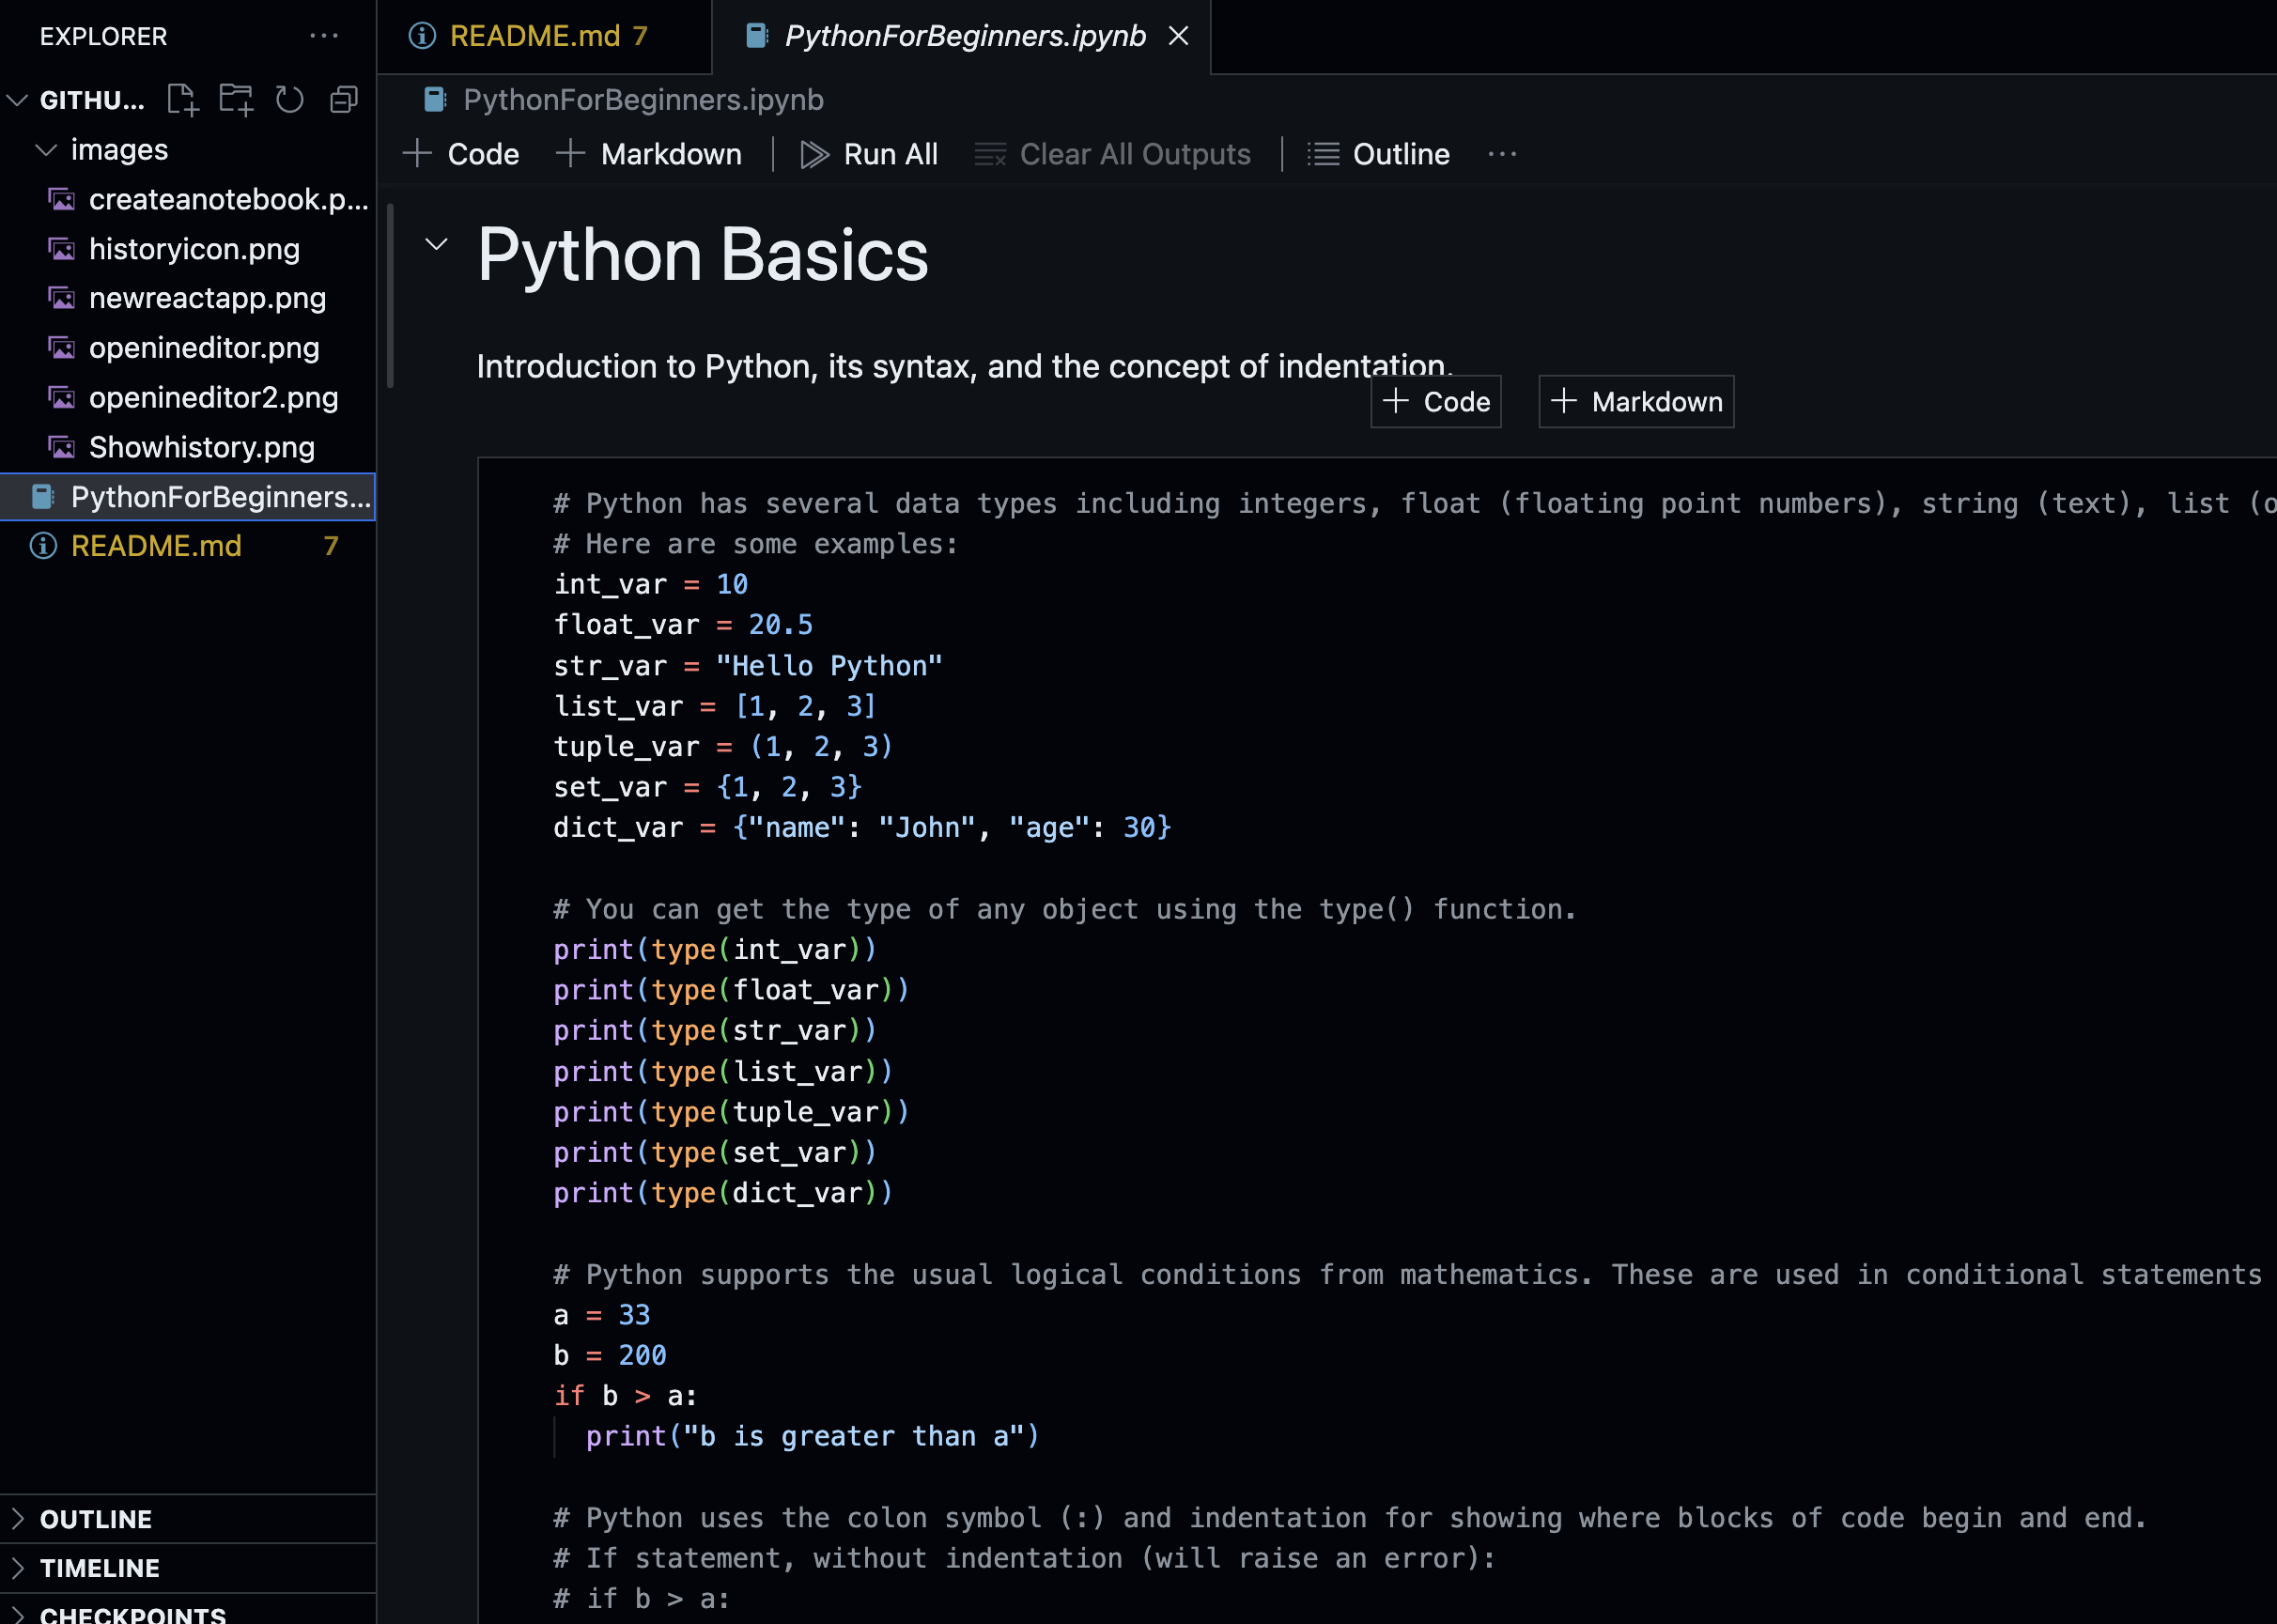 EXPLORER
GITHU...
images
createanotebook.p...
historyicon.png
newreactapp.png
openineditor.png
openineditor2.png
Showhistory.png
PythonForBeginners...
README.md 7
OUTLINE
TIMELINE
CHECKPOINTS
README.md 7
PythonForBeginners.ipynb
PythonForBeginners.ipynb
Code Markdown Run All Clear All Outputs Outline
Python Basics
Introduction to Python, its syntax, and the concept of indentation.
Code Markdown
# Python has several data types including integers, float (floating point numbers), string (text), list (o
# Here are some examples:
int_var = 10
float_var = 20.5
str_var = "Hello Python"
list_var = [1, 2, 3]
tuple_var = (1, 2, 3)
set_var = {1, 2, 3}
dict_var = {"name": "John", "age": 30}
# You can get the type of any object using the type() function.
print(type(int_var))
print(type(float_var))
print(type(str_var))
print(type(list_var))
print(type(tuple_var))
print(type(set_var))
print(type(dict_var))
# Python supports the usual logical conditions from mathematics. These are used in conditional statements
a = 33
b = 200
if b > a:
  print("b is greater than a")
# Python uses the colon symbol (:) and indentation for showing where blocks of code begin and end.
# If statement, without indentation (will raise an error):
# if b > a: